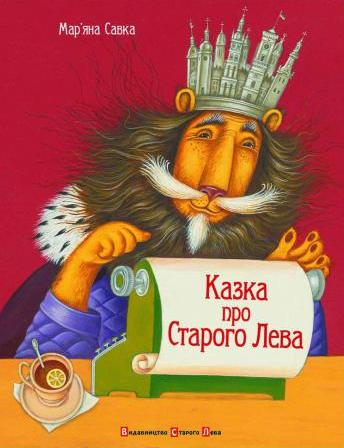 Мар'яна Савка
Казка
про
Старого Лева
Видавництво Старого Лева